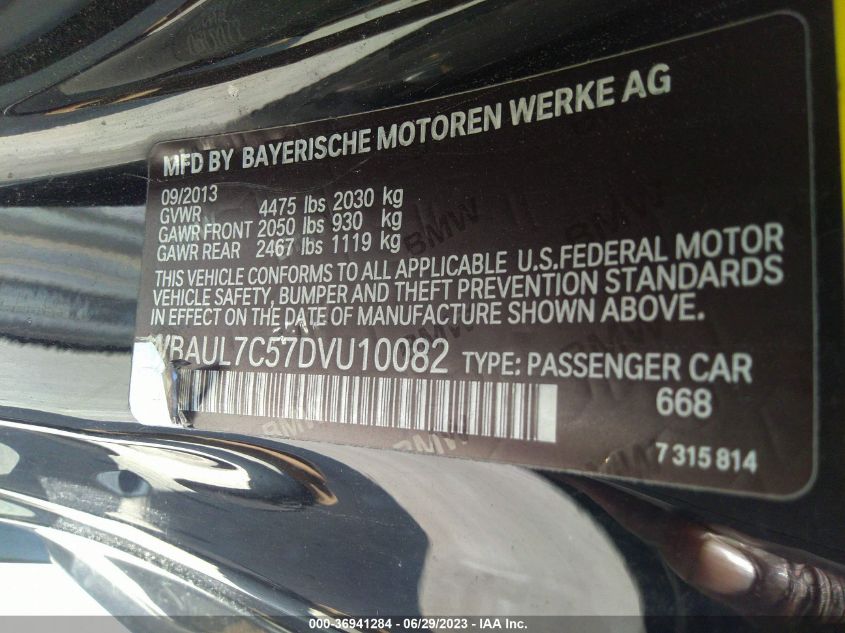 MFD BY BAYERISCHE MOTOREN WERKE AG
09/2013
GVWR 4475 lbs 2030 kg
GAWR FRONT 2050 lbs 930 kg
GAWR REAR 2467 lbs 1119 kg
THIS VEHICLE CONFORMS TO ALL APPLICABLE U.S.FEDERAL MOTOR
VEHICLE SAFETY, BUMPER AND THEFT PREVENTION STANDARDS
IN EFFECT ON THE DATE OF MANUFACTURE SHOWN ABOVE.
WBAUL7C57DVU10082 TYPE: PASSENGER CAR
668
7 315 814
BMW
BMW
BMW
000-36941284 - 06/29/2023 - IAA Inc.